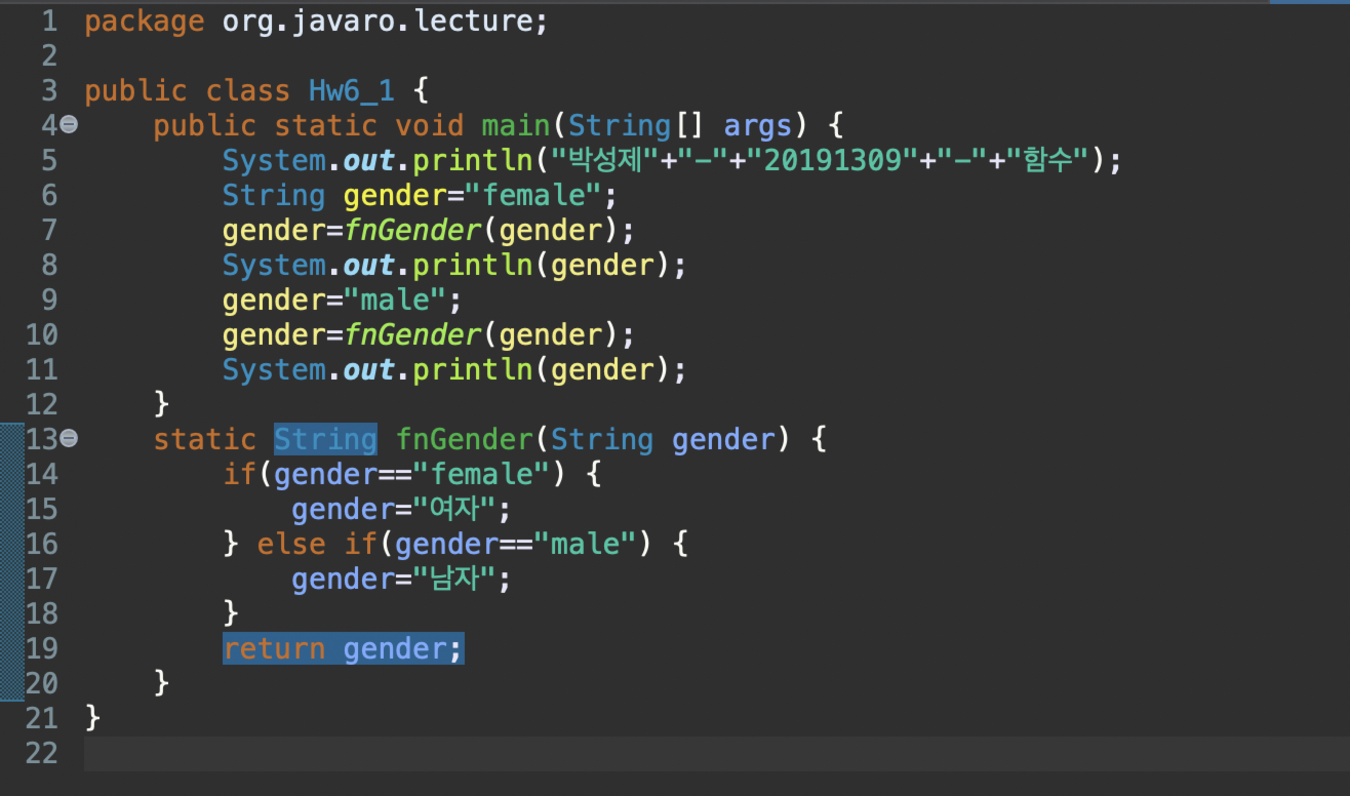 1 package org.javaro.lecture;
2
3 public class Hw6_1 {
4     public static void main(String[] args) {
5         System.out.println("박성제"+"-"+"20191309"+"-"+"함수");
6         String gender="female";
7         gender=fnGender(gender);
8         System.out.println(gender);
9         gender="male";
10         gender=fnGender(gender);
11         System.out.println(gender);
12     }
13     static String fnGender(String gender) {
14         if(gender=="female") {
15             gender="여자";
16         } else if(gender=="male") {
17             gender="남자";
18         }
19         return gender;
20     }
21 }
22